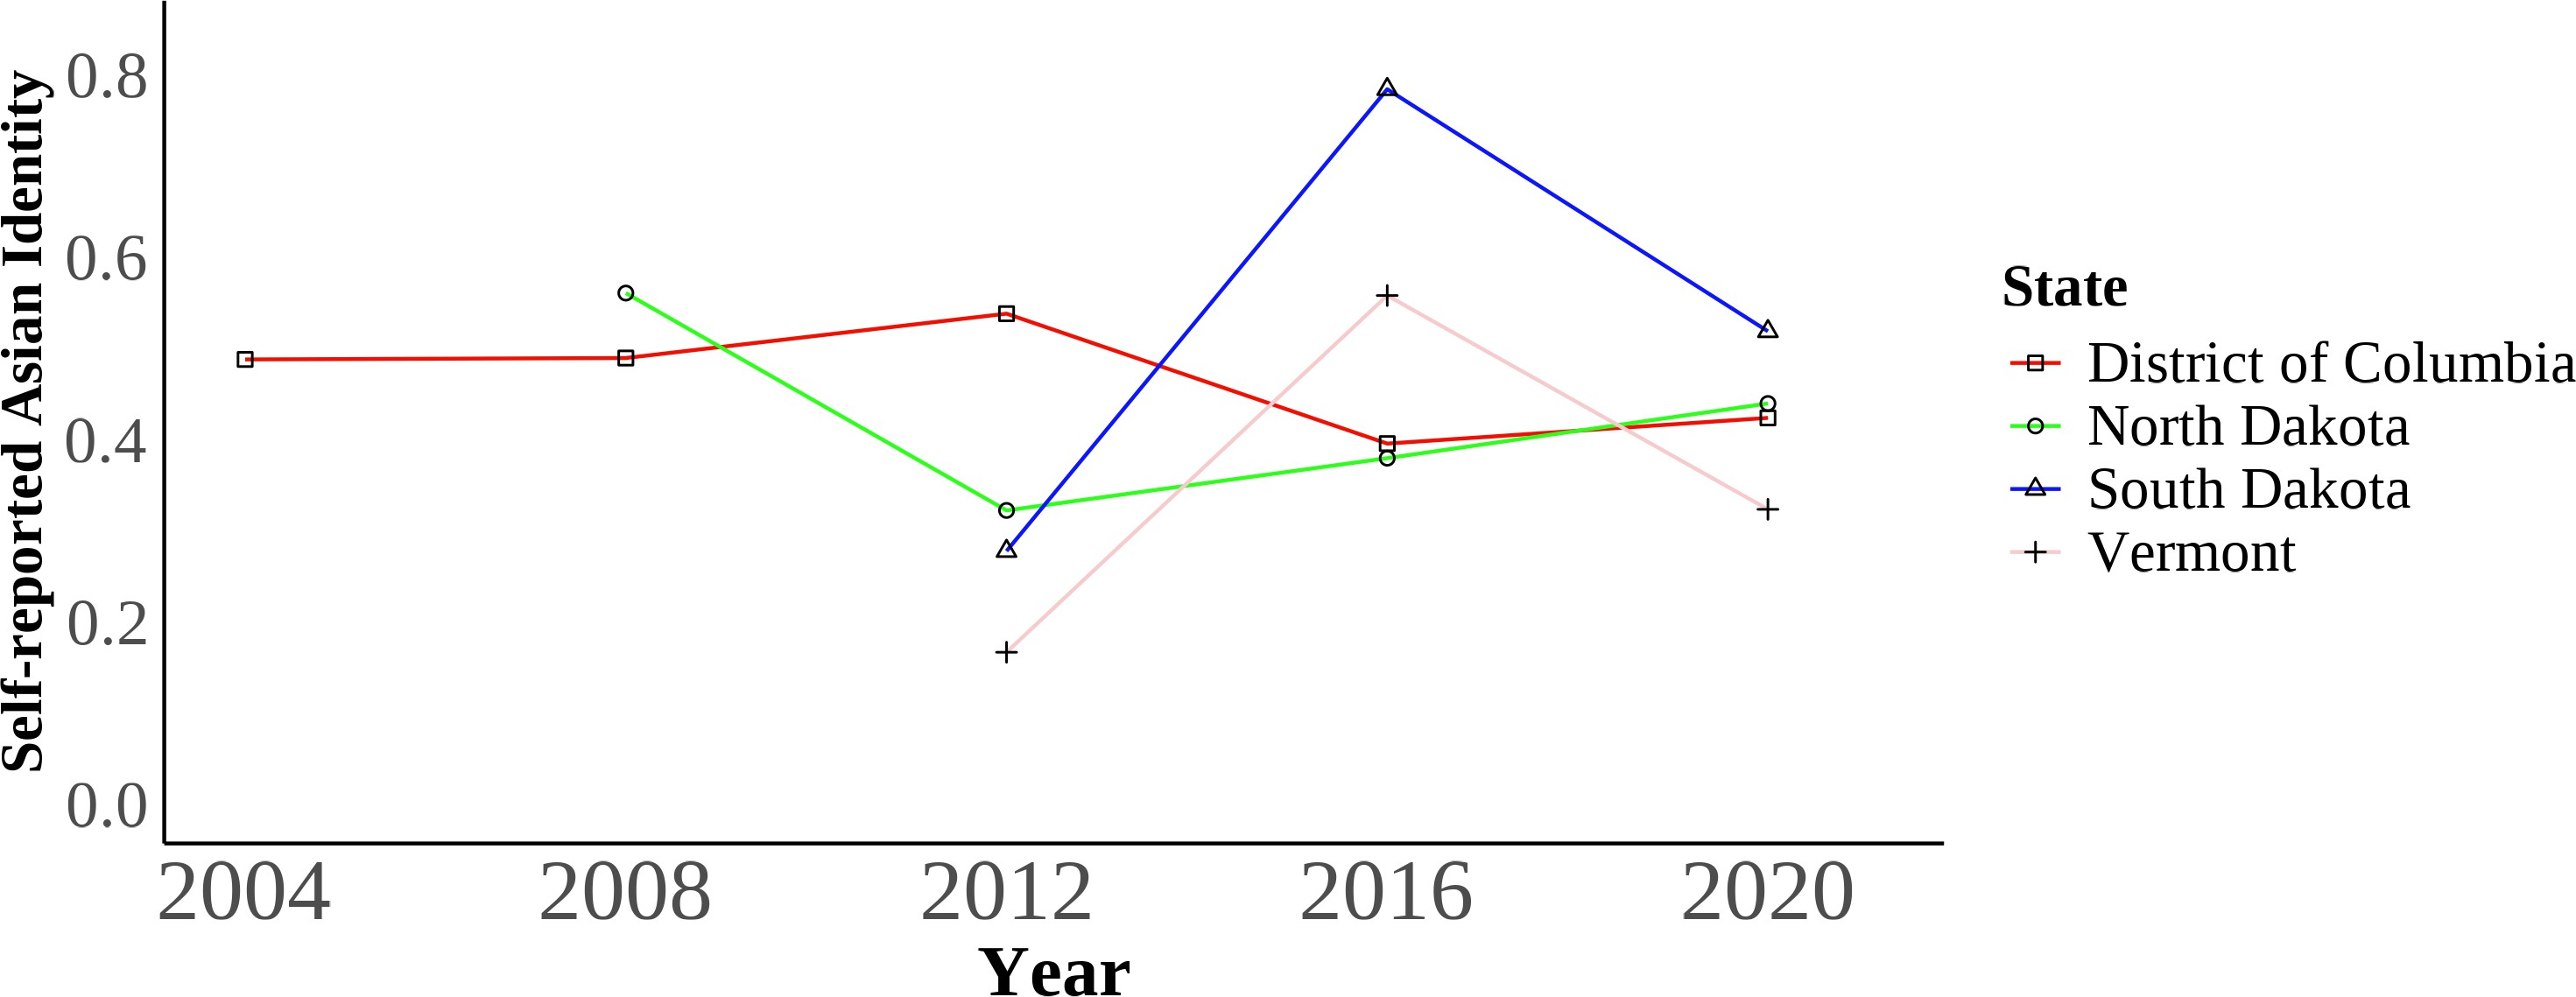 Self-reported Asian Identity
0.8
0.6
0.4
0.2
0.0
2004 2008 2012 2016 2020
Year
State
District of Columbia
North Dakota
South Dakota
Vermont